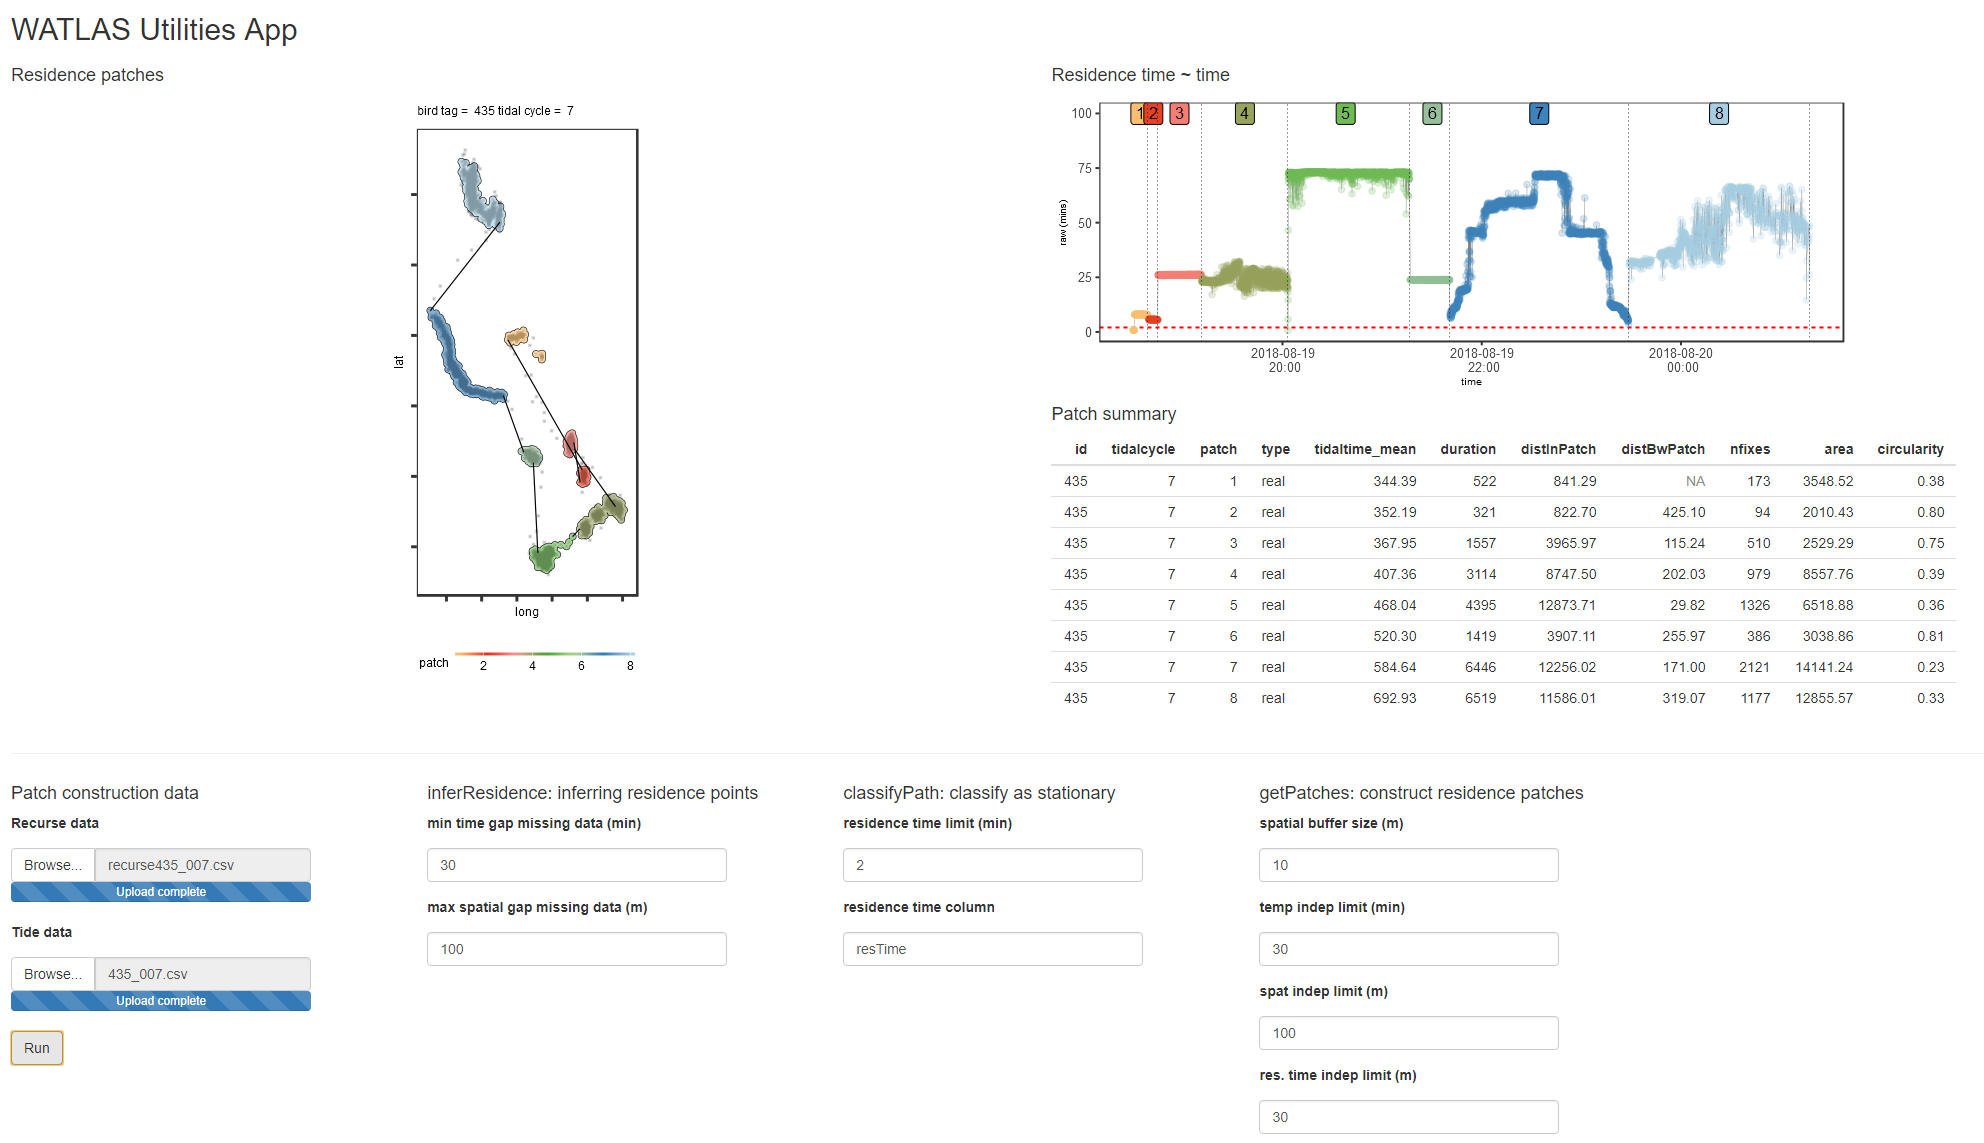 WATLAS Utilities App
Residence patches
bird tag = 435 tidal cycle = 7
lat
long
patch
2 4 6 8
Residence time ~ time
1 2 3 4 5 6 7 8
100
75
50
25
0
raw (mins)
2018-08-19 2018-08-19 2018-08-20
20:00 22:00 00:00
time
Patch summary
id tidalcycle patch type tidaltime_mean duration distInPatch distBwPatch nfixes area circularity
435 7 1 real 344.39 522 841.29 NA 173 3548.52 0.38
435 7 2 real 352.19 321 822.70 425.10 94 2010.43 0.80
435 7 3 real 367.95 1557 3965.97 115.24 510 2529.29 0.75
435 7 4 real 407.36 3114 8747.50 202.03 979 8557.76 0.39
435 7 5 real 468.04 4395 12873.71 29.82 1326 6518.88 0.36
435 7 6 real 520.30 1419 3907.11 255.97 386 3038.86 0.81
435 7 7 real 584.64 6446 12256.02 171.00 2121 14141.24 0.23
435 7 8 real 692.93 6519 11586.01 319.07 1177 12855.57 0.33
Patch construction data
Recurse data
Browse... recurse435_007.csv
Upload complete
Tide data
Browse... 435_007.csv
Upload complete
Run
inferResidence: inferring residence points
min time gap missing data (min)
30
max spatial gap missing data (m)
100
classifyPath: classify as stationary
residence time limit (min)
2
residence time column
resTime
getPatches: construct residence patches
spatial buffer size (m)
10
temp indep limit (min)
30
spat indep limit (m)
100
res. time indep limit (m)
30